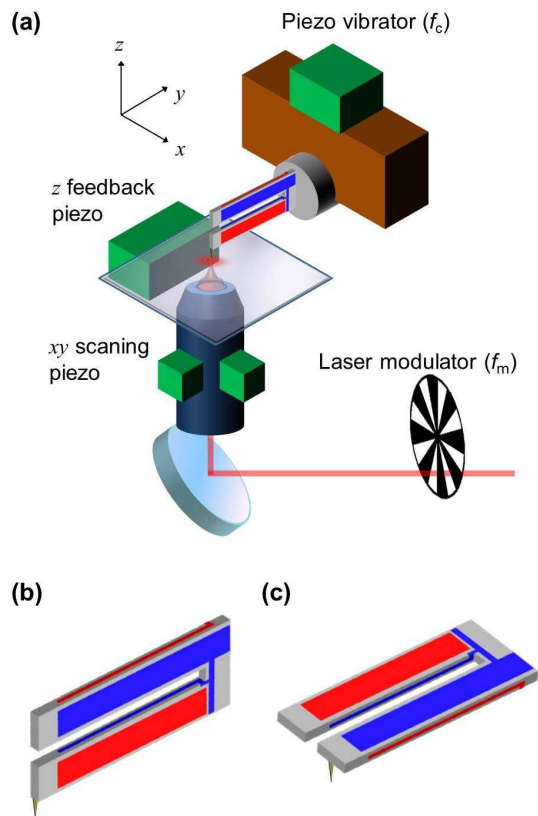 (a)
Piezo vibrator (fc)
z
y
x
z feedback
piezo
xy scaning
piezo
Laser modulator (fm)
(b)
(c)